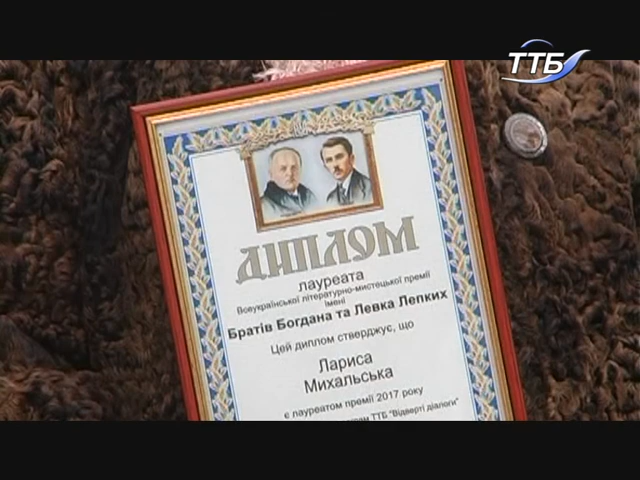 ТТБ
ДИПЛОМ
лауреата
Всеукраїнської літературно-мистецької премії
імені
Братів Богдана та Левка Лепких
Цей диплом стверджує, що
Лариса
Михальська
є лауреатом премії 2017 року
ТТБ "Відверті діалоги"